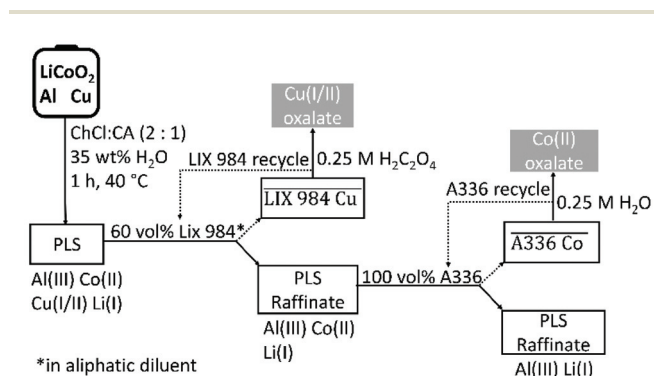 LiCoO₂
Al Cu
ChCl:CA (2 : 1)
35 wt% H₂O
1 h, 40 °C
PLS
Al(III) Co(II)
Cu(I/II) Li(I)
60 vol% Lix 984*
LIX 984 recycle
Cu(I/II)
oxalate
0.25 M H₂C₂O₄
LIX 984 Cu
PLS
Raffinate
Al(III) Co(II)
Li(I)
100 vol% A336
A336 recycle
Co(II)
oxalate
0.25 M H₂O
A336 Co
PLS
Raffinate
Al(III) Li(I)
*in aliphatic diluent